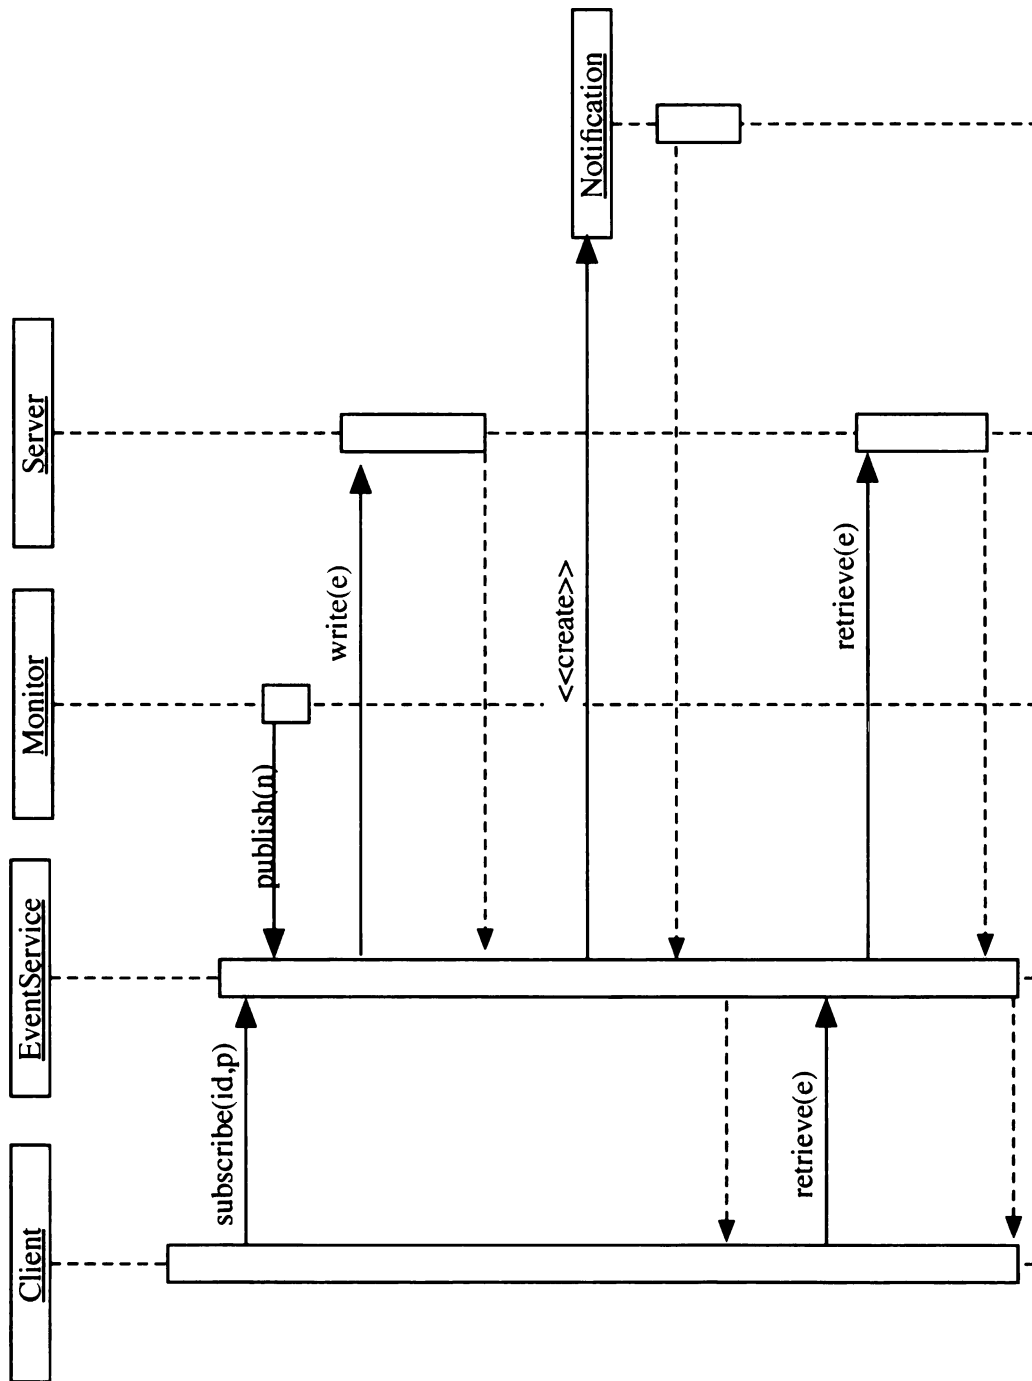 Client
EventService
Monitor
Server
Notification
subscribe(id,p)
publish(n)
write(e)
<<create>>
retrieve(e)
retrieve(e)